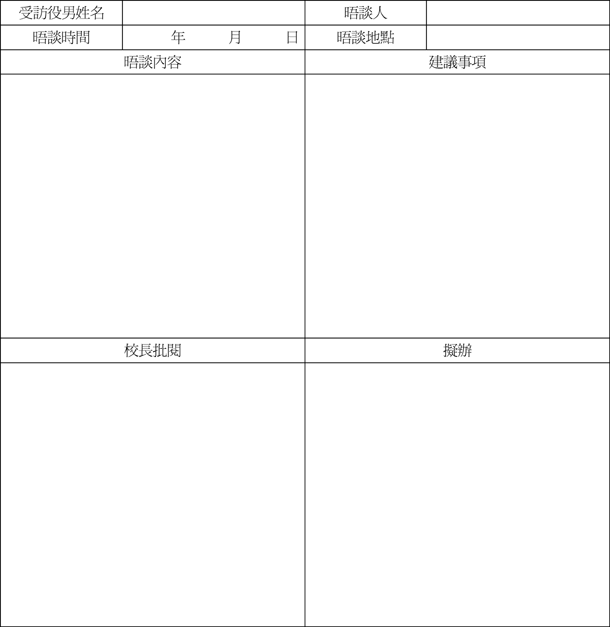 受訪役男姓名 晤談人
晤談時間 年 月 日 晤談地點
晤談內容 建議事項
校長批閱 擬辦